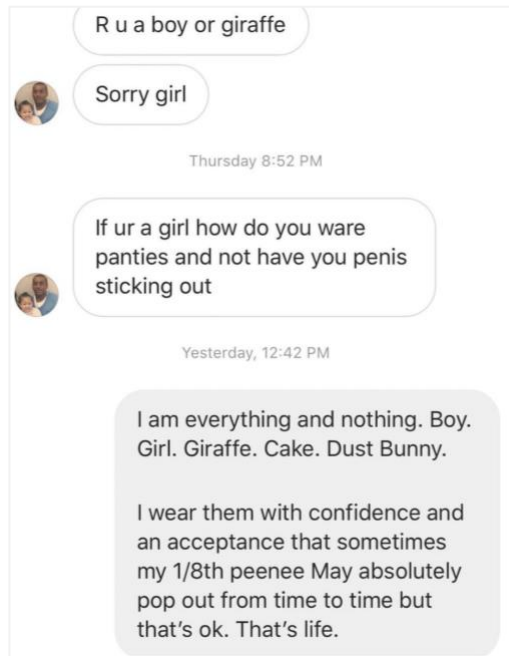 R u a boy or giraffe
Sorry girl
Thursday 8:52 PM
If ur a girl how do you ware
panties and not have you penis
sticking out
Yesterday, 12:42 PM
I am everything and nothing. Boy.
Girl. Giraffe. Cake. Dust Bunny.
I wear them with confidence and
an acceptance that sometimes
my 1/8th peenee May absolutely
pop out from time to time but
that's ok. That's life.